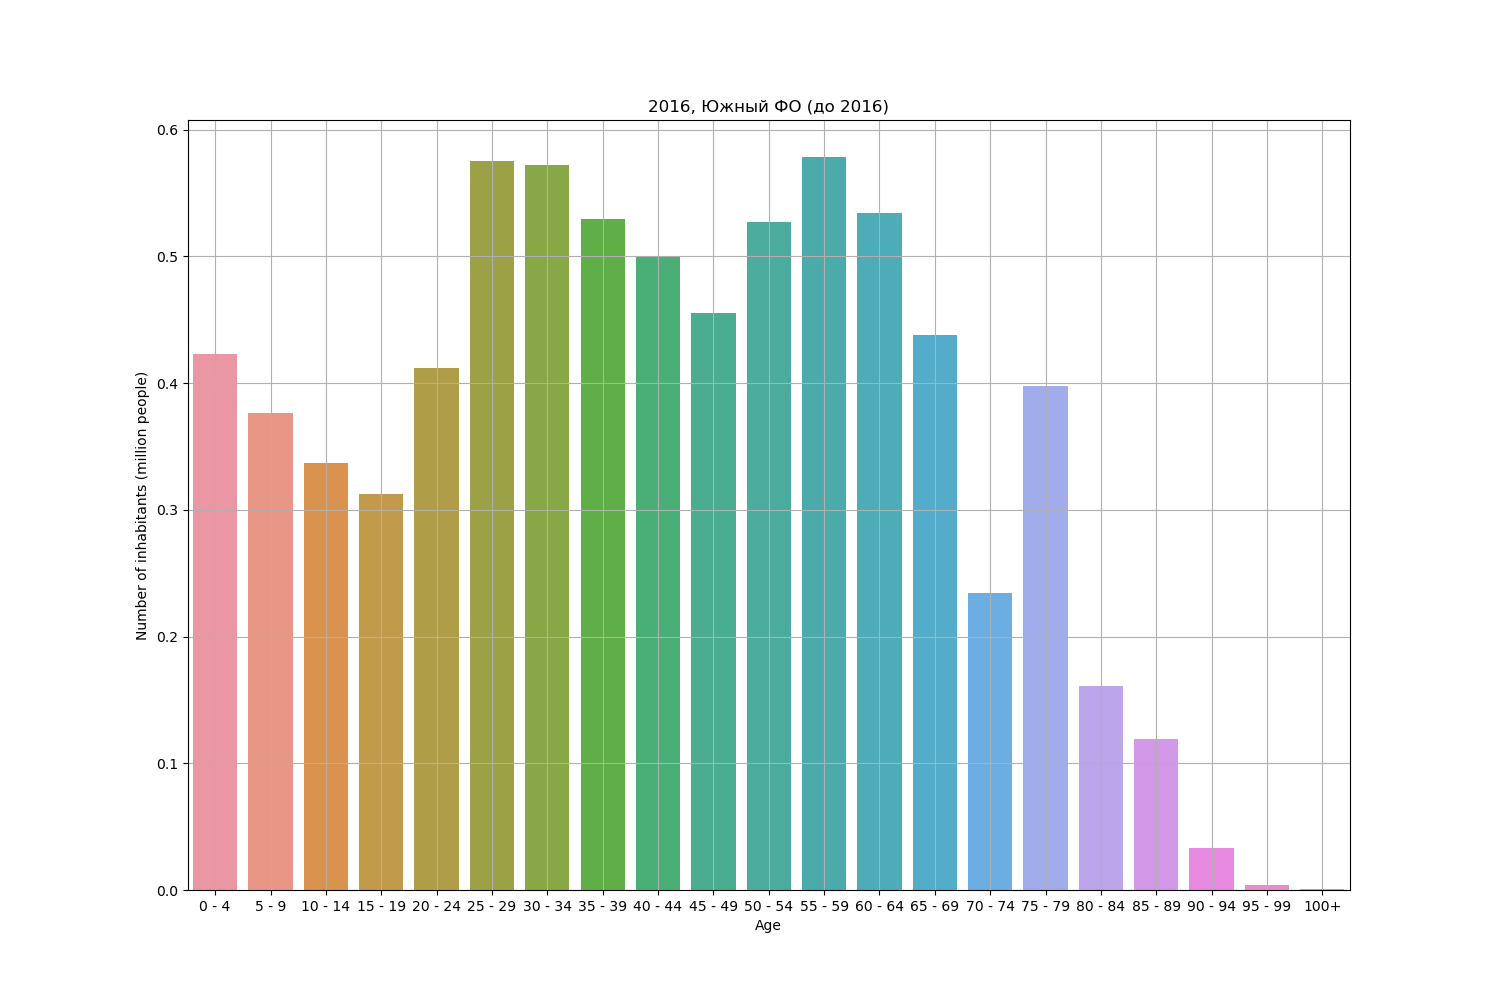 2016, Южный ФО (до 2016)
Number of inhabitants (million people)
0.6
0.5
0.4
0.3
0.2
0.1
0.0
0 - 4 5 - 9 10 - 14 15 - 19 20 - 24 25 - 29 30 - 34 35 - 39 40 - 44 45 - 49 50 - 54 55 - 59 60 - 64 65 - 69 70 - 74 75 - 79 80 - 84 85 - 89 90 - 94 95 - 99 100+
Age